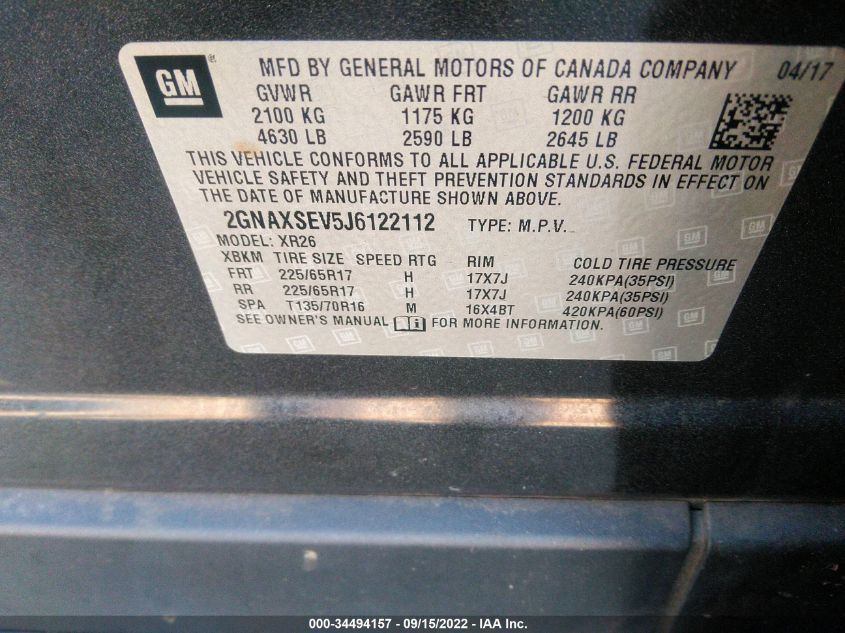 GM
MFD BY GENERAL MOTORS OF CANADA COMPANY 04/17
GVWR GAWR FRT GAWR RR
2100 KG 1175 KG 1200 KG
4630 LB 2590 LB 2645 LB
THIS VEHICLE CONFORMS TO ALL APPLICABLE U.S. FEDERAL MOTOR
VEHICLE SAFETY AND THEFT PREVENTION STANDARDS IN EFFECT ON
THE DATE OF MANUFACTURE SHOWN ABOVE.
2GNAXSEV5J6122112 TYPE: M.P.V.
MODEL: XR26
XBKM TIRE SIZE SPEED RTG RIM COLD TIRE PRESSURE
FRT 225/65R17 H 17X7J 240KPA(35PSI)
RR 225/65R17 H 17X7J 240KPA(35PSI)
SPA T135/70R16 M 16X4BT 420KPA(60PSI)
SEE OWNER'S MANUAL FOR MORE INFORMATION.
000-34494157 - 09/15/2022 - IAA Inc.